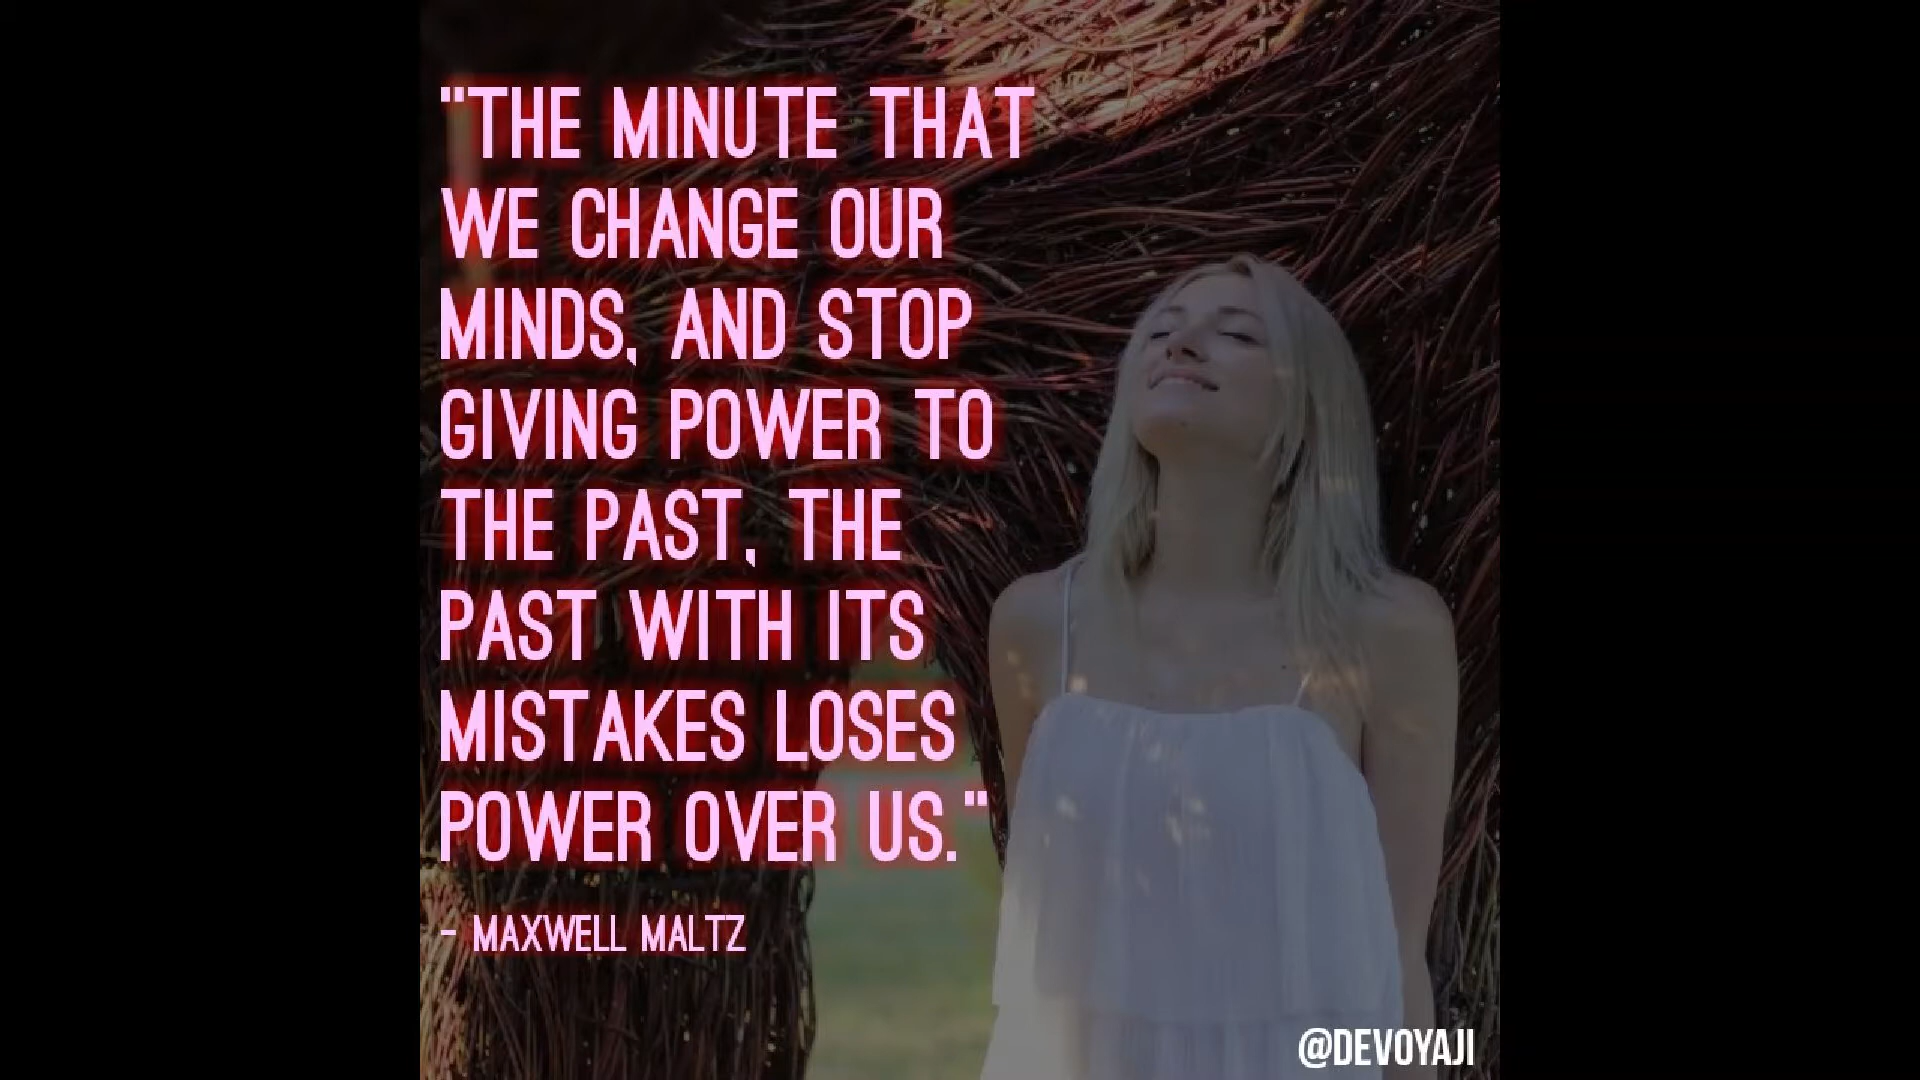 "THE MINUTE THAT
WE CHANGE OUR
MINDS, AND STOP
GIVING POWER TO
THE PAST, THE
PAST WITH ITS
MISTAKES LOSES
POWER OVER US."
- MAXWELL MALTZ
@DEVOYAJI